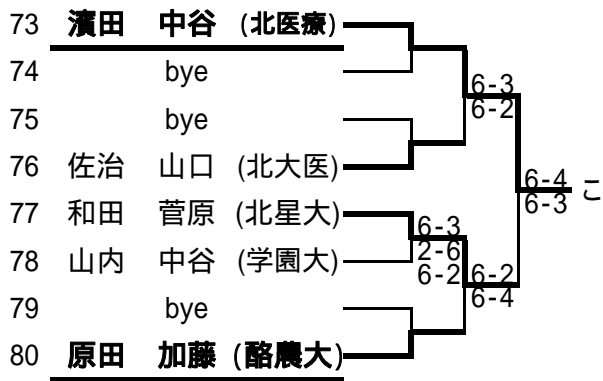 73 濱田 中谷 (北医療)
74 bye
75 bye
76 佐治 山口 (北大医)
77 和田 菅原 (北星大)
78 山内 中谷 (学園大)
79 bye
80 原田 加藤 (酪農大)
6-3
6-2
6-3
2-6
6-2
6-2
6-4
6-4
6-3
こ